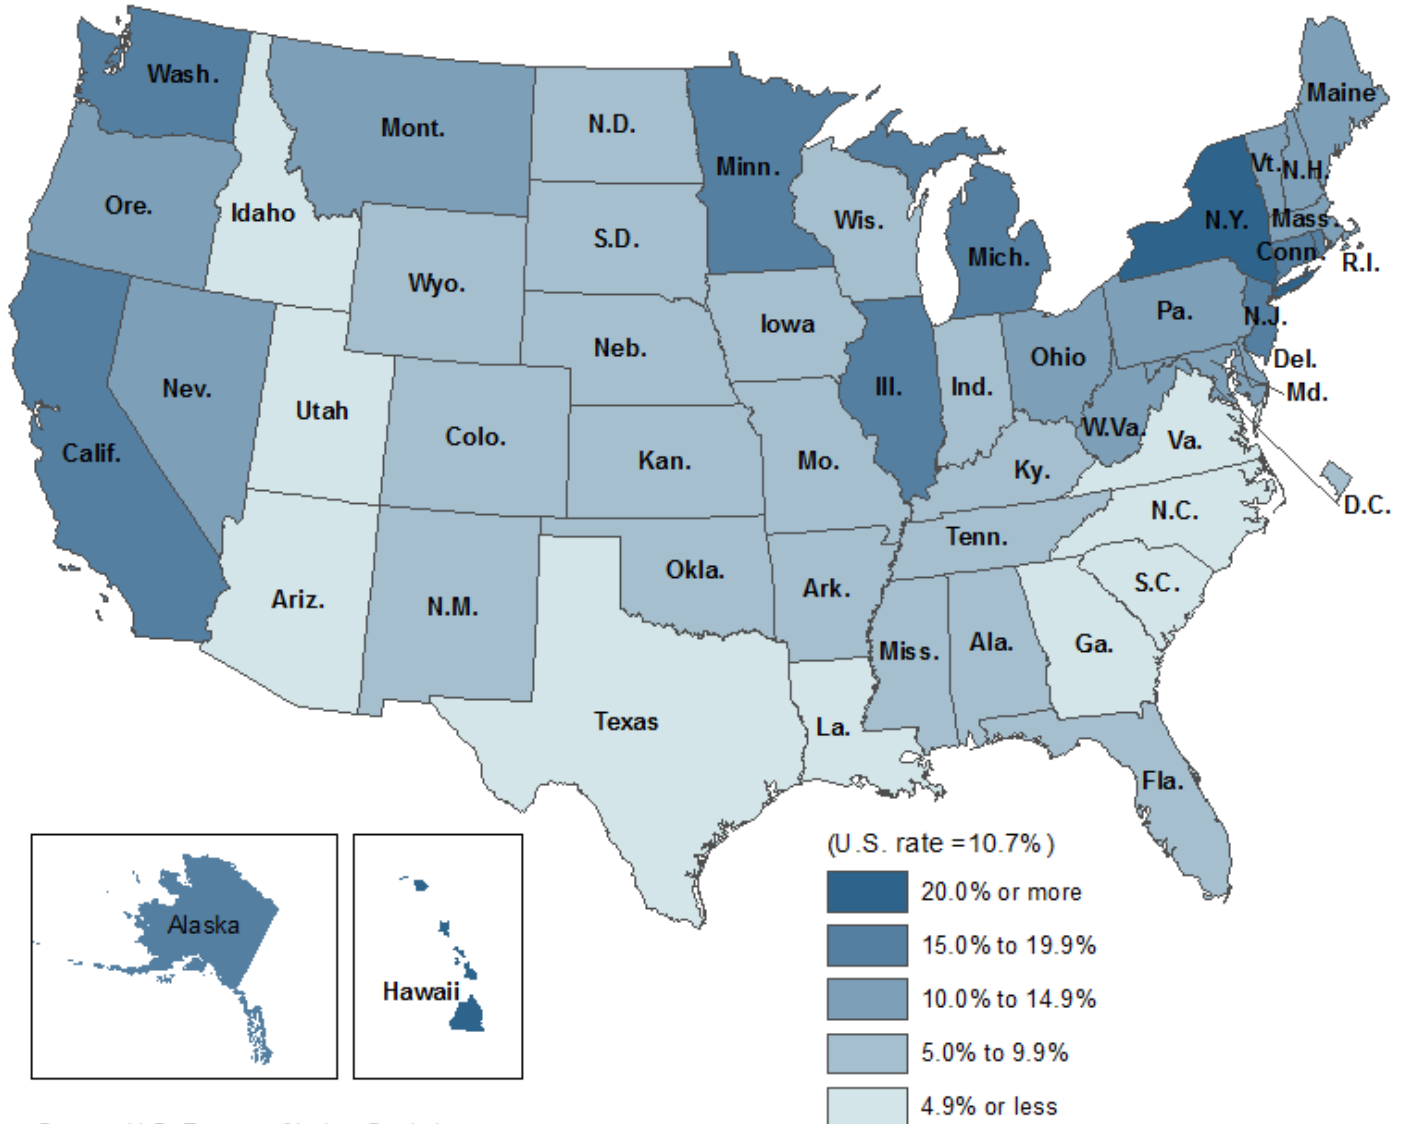 Wash.
Mont.
N.D.
Minn.
Maine
Vt.
N.H.
Ore.
Idaho
Wyo.
S.D.
Wis.
Mich.
N.Y.
Mass.
Conn.
R.I.
Iowa
Pa.
N.J.
Nev.
Utah
Colo.
Neb.
Ill.
Ind.
Ohio
Del.
Md.
Calif.
Kan.
Mo.
Ky.
W.Va.
Va.
D.C.
Ariz.
N.M.
Okla.
Ark.
Tenn.
N.C.
S.C.
Texas
La.
Miss.
Ala.
Ga.
Fla.
Alaska
Hawaii
(U.S. rate =10.7%)
20.0% or more
15.0% to 19.9%
10.0% to 14.9%
5.0% to 9.9%
4.9% or less